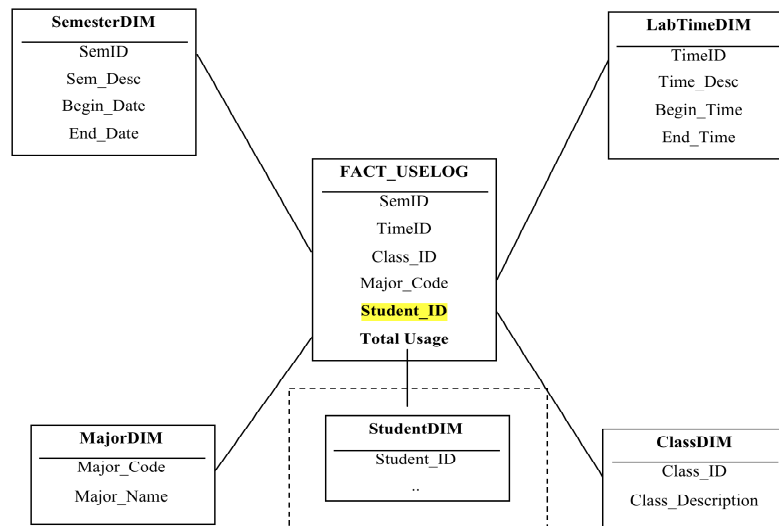 SemesterDIM
SemID
Sem_Desc
Begin_Date
End_Date
LabTimeDIM
TimeID
Time_Desc
Begin_Time
End_Time
FACT_USELOG
SemID
TimeID
Class_ID
Major_Code
Student_ID
Total Usage
MajorDIM
Major_Code
Major_Name
StudentDIM
Student_ID
..
ClassDIM
Class_ID
Class_Description